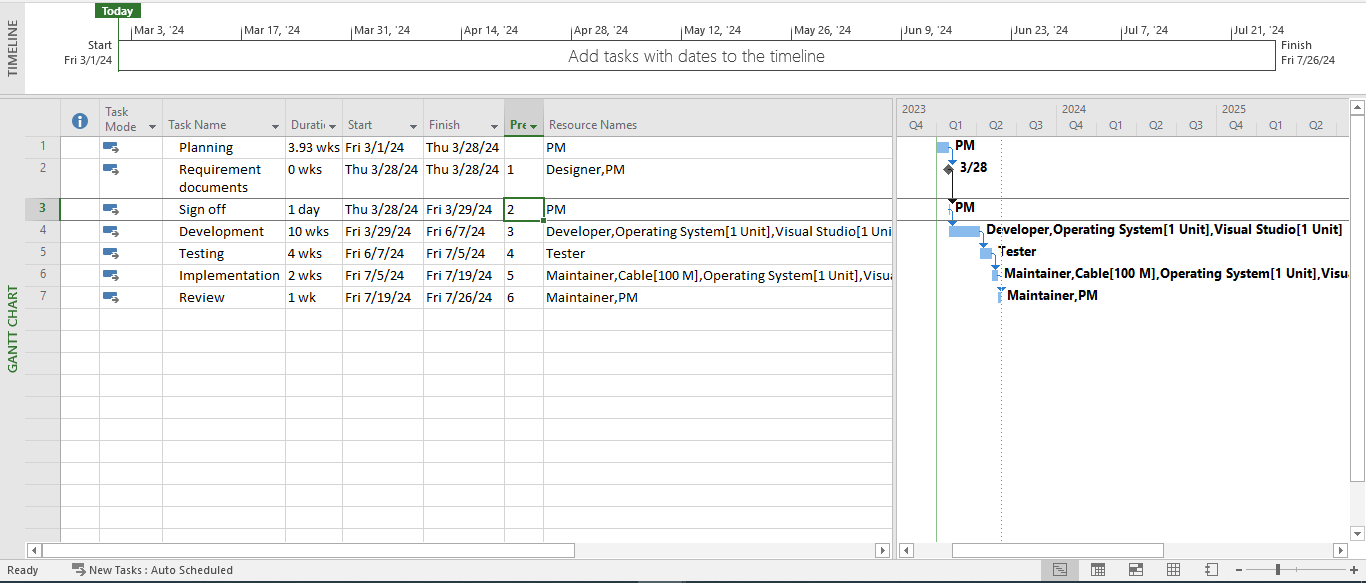 TIMELINE
Today
Mar 3, '24 Mar 17, '24 Mar 31, '24 Apr 14, '24 Apr 28, '24 May 12, '24 May 26, '24 Jun 9, '24 Jun 23, '24 Jul 7, '24 Jul 21, '24
Start
Fri 3/1/24
Add tasks with dates to the timeline
Finish
Fri 7/26/24
GANTT CHART
Task Mode Task Name Duratio Start Finish Pre Resource Names
1 Planning 3.93 wks Fri 3/1/24 Thu 3/28/24 PM
2 Requirement documents 0 wks Thu 3/28/24 Thu 3/28/24 1 Designer,PM
3 Sign off 1 day Thu 3/28/24 Fri 3/29/24 2 PM
4 Development 10 wks Fri 3/29/24 Fri 6/7/24 3 Developer,Operating System[1 Unit],Visual Studio[1 Uni
5 Testing 4 wks Fri 6/7/24 Fri 7/5/24 4 Tester
6 Implementation 2 wks Fri 7/5/24 Fri 7/19/24 5 Maintainer,Cable[100 M],Operating System[1 Unit],Visua
7 Review 1 wk Fri 7/19/24 Fri 7/26/24 6 Maintainer,PM
2023 2024 2025
Q4 Q1 Q2 Q3 Q4 Q1 Q2 Q3 Q4 Q1 Q2
PM
3/28
PM
Developer,Operating System[1 Unit],Visual Studio[1 Unit]
Tester
Maintainer,Cable[100 M],Operating System[1 Unit],Visu
Maintainer,PM
Ready New Tasks : Auto Scheduled